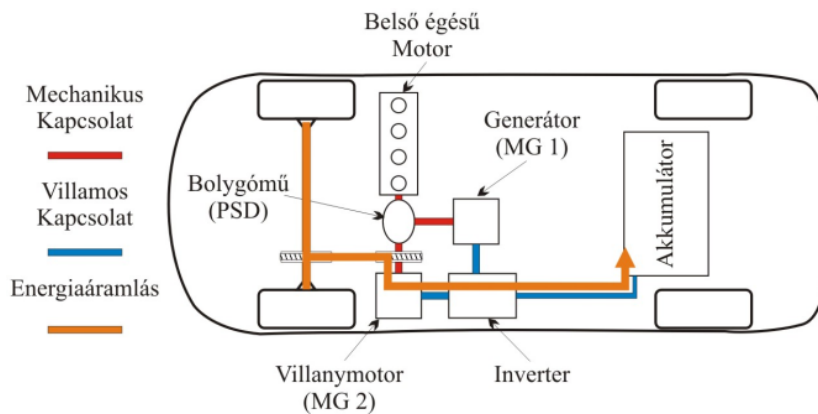 Belső égésű
Motor
Mechanikus
Kapcsolat
Generátor
(MG 1)
Villamos
Kapcsolat
Bolygómű
(PSD)
Akkumulátor
Energiaáramlás
Villanymotor
(MG 2)
Inverter